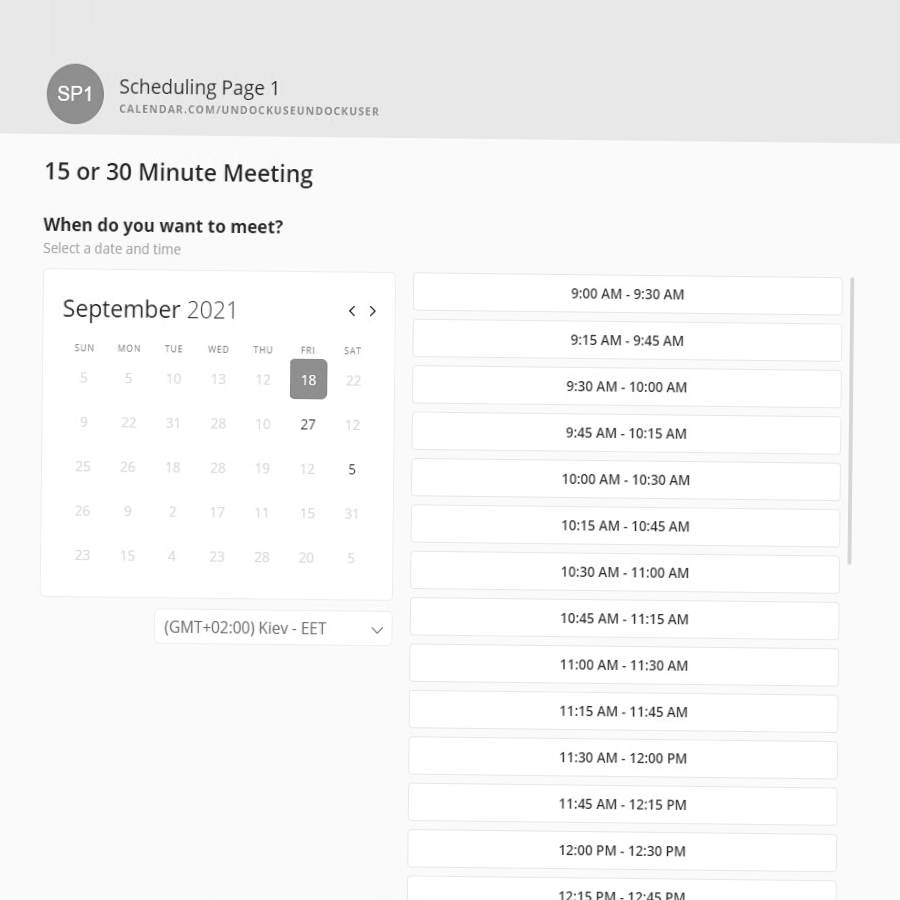 SP1
Scheduling Page 1
CALENDAR.COM/UNDOCKUSEUNDOCKUSER
15 or 30 Minute Meeting
When do you want to meet?
Select a date and time
September 2021
SUN MON TUE WED THU FRI SAT
5 5 10 13 12 18 22
9 22 31 28 10 27 12
25 26 18 28 19 12 5
26 9 2 17 11 15 31
23 15 4 23 28 20 5
(GMT+02:00) Kiev - EET
9:00 AM - 9:30 AM
9:15 AM - 9:45 AM
9:30 AM - 10:00 AM
9:45 AM - 10:15 AM
10:00 AM - 10:30 AM
10:15 AM - 10:45 AM
10:30 AM - 11:00 AM
10:45 AM - 11:15 AM
11:00 AM - 11:30 AM
11:15 AM - 11:45 AM
11:30 AM - 12:00 PM
11:45 AM - 12:15 PM
12:00 PM - 12:30 PM
12:15 PM - 12:45 PM